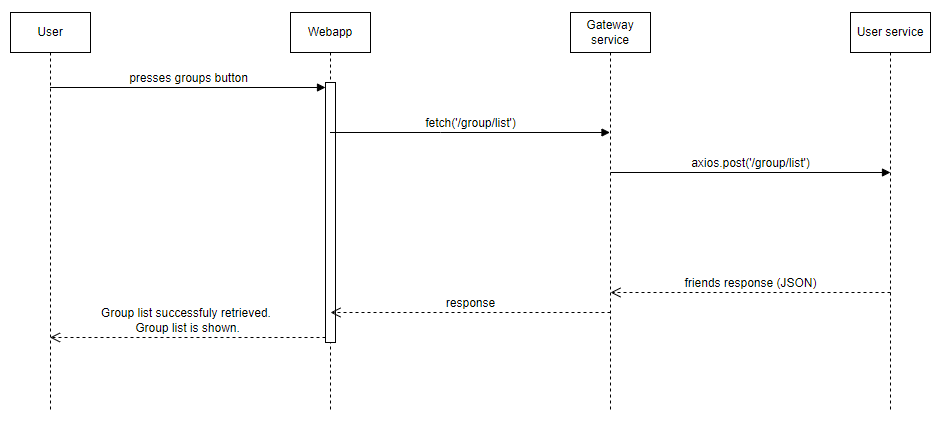 User
Webapp
Gateway
service
User service
presses groups button
fetch('/group/list')
axios.post('/group/list')
friends response (JSON)
response
Group list successfuly retrieved.
Group list is shown.